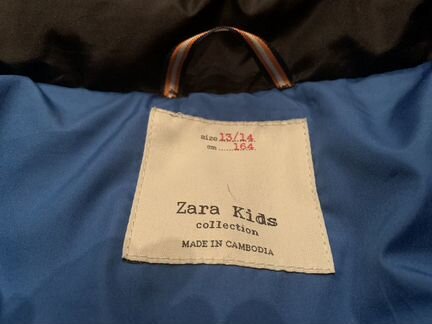 size 13/14
cm ......164
Zara Kids
collection
MADE IN CAMBODIA